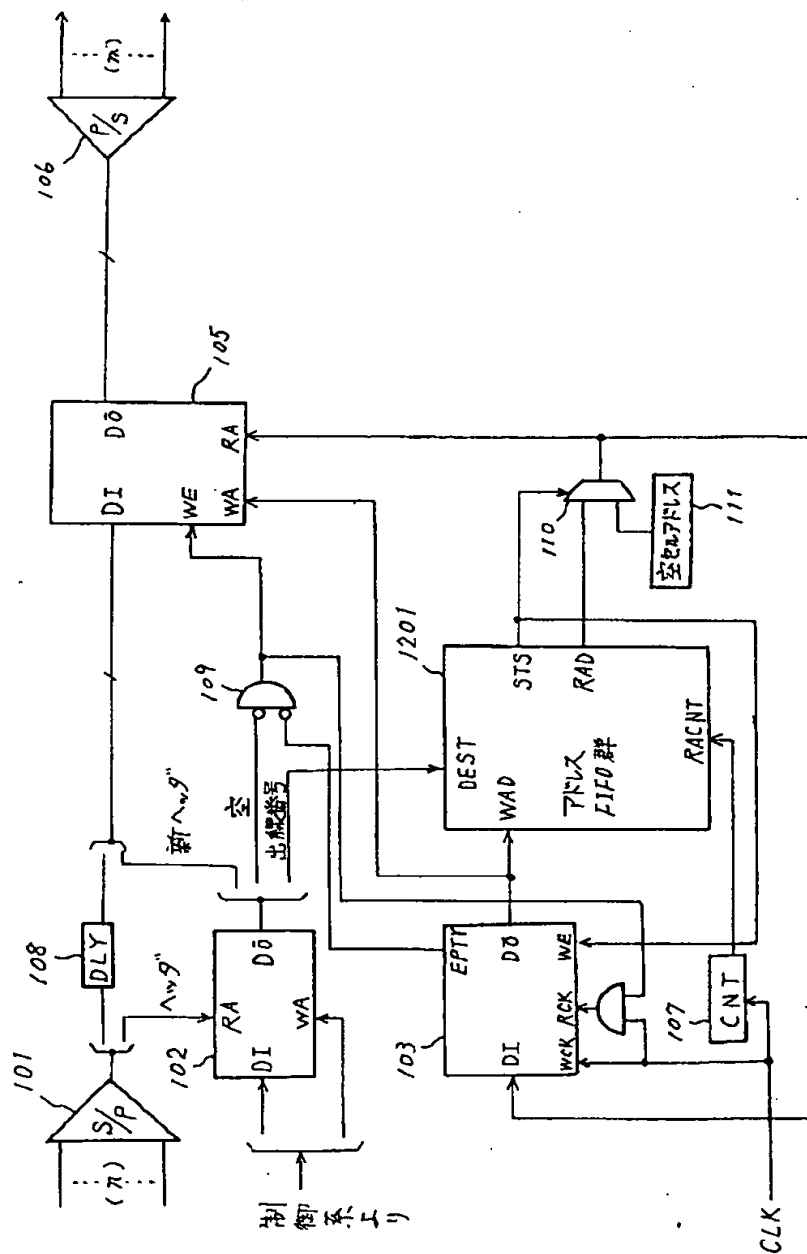 101
S/P
(n)
108
DLY
ヘッダ
新ヘッダ
102
RA
DI
DO
WA
制御系より
空
出線番号
109
103
EPTY
DI
DO
WCK
RCK
WE
107
CNT
CLK
1201
DEST
WAD
アドレス
FIFO群
STS
RAD
RACNT
110
空セルアドレス
111
105
DI
DO
WE
WA
RA
106
P/S
(m)